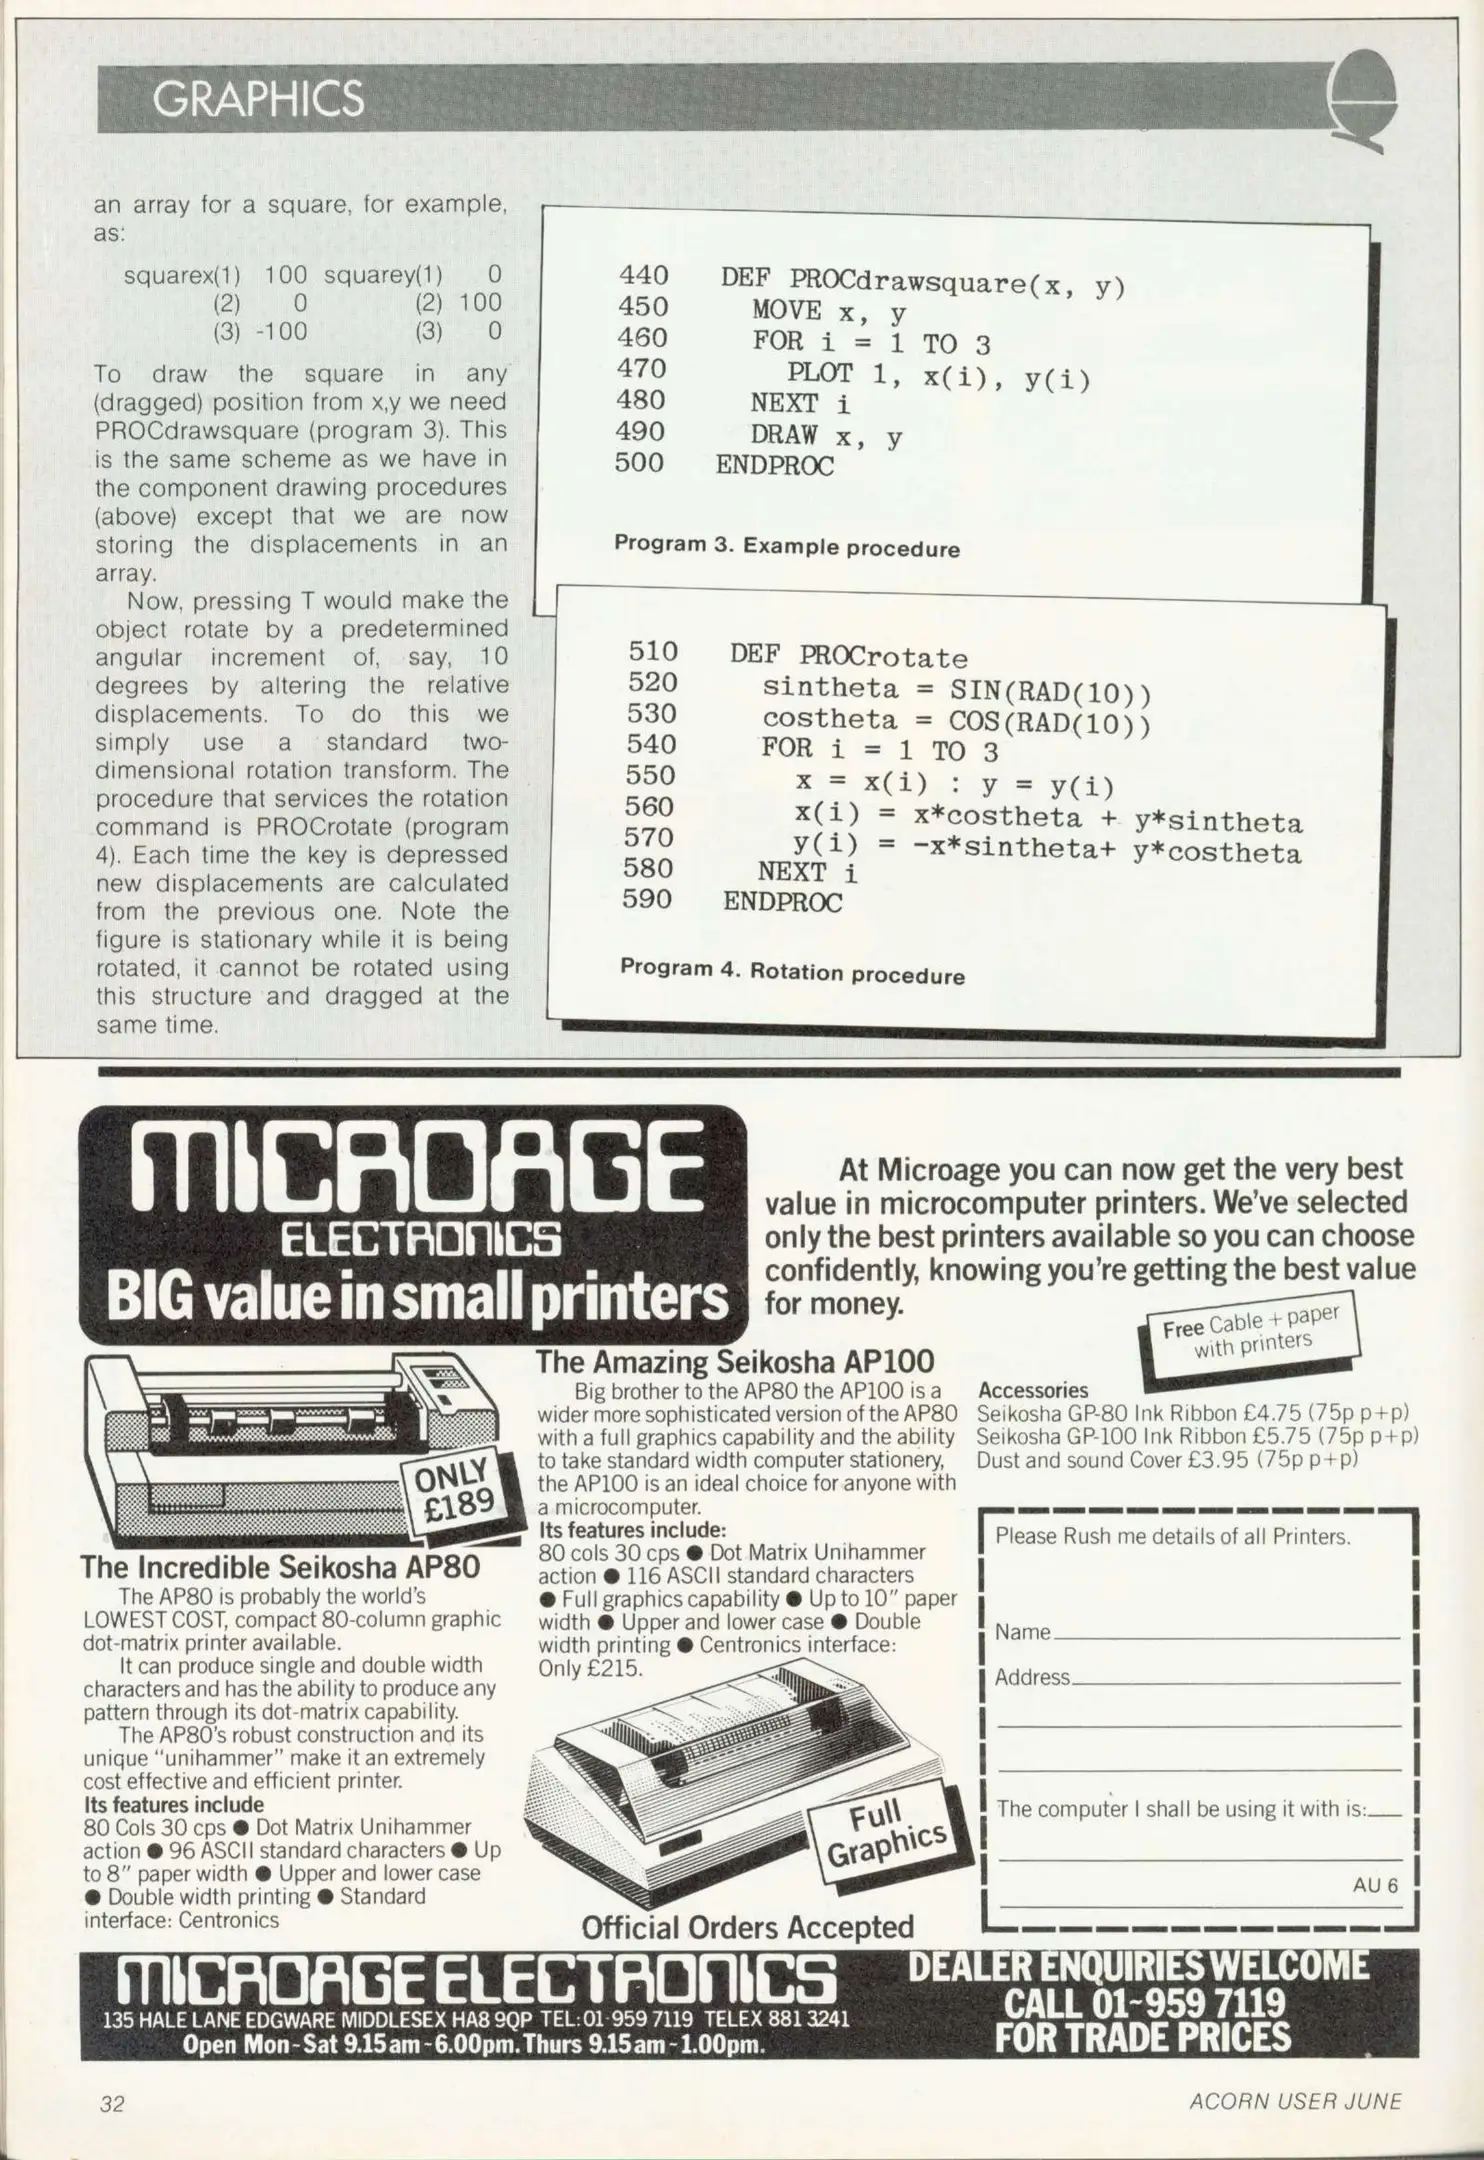 GRAPHICS
an array for a square, for example,
as:
squarex(1) 100 squarey(1) 0
(2) 0 (2) 100
(3) -100 (3) 0
To draw the square in any
(dragged) position from x,y we need
PROCdrawsquare (program 3). This
is the same scheme as we have in
the component drawing procedures
(above) except that we are now
storing the displacements in an
array.
Now, pressing T would make the
object rotate by a predetermined
angular increment of, say, 10
degrees by altering the relative
displacements. To do this we
simply use a standard two-
dimensional rotation transform. The
procedure that services the rotation
command is PROCrotate (program
4). Each time the key is depressed
new displacements are calculated
from the previous one. Note the
figure is stationary while it is being
rotated, it cannot be rotated using
this structure and dragged at the
same time.
440 DEF PROCdrawsquare(x, y)
450 MOVE x, y
460 FOR i = 1 TO 3
470 PLOT 1, x(i), y(i)
480 NEXT i
490 DRAW x, y
500 ENDPROC
Program 3. Example procedure
510 DEF PROCrotate
520 sintheta = SIN(RAD(10))
530 costheta = COS(RAD(10))
540 FOR i = 1 TO 3
550 x = x(i) : y = y(i)
560 x(i) = x*costheta + y*sintheta
570 y(i) = -x*sintheta+ y*costheta
580 NEXT i
590 ENDPROC
Program 4. Rotation procedure
MICROAGE
ELECTRONICS
BIG value in small printers
At Microage you can now get the very best
value in microcomputer printers. We've selected
only the best printers available so you can choose
confidently, knowing you're getting the best value
for money.
Free Cable + paper
with printers
ONLY
£189
The Incredible Seikosha AP80
The AP80 is probably the world's
LOWEST COST, compact 80-column graphic
dot-matrix printer available.
It can produce single and double width
characters and has the ability to produce any
pattern through its dot-matrix capability.
The AP80's robust construction and its
unique "unihammer" make it an extremely
cost effective and efficient printer.
Its features include
80 Cols 30 cps ● Dot Matrix Unihammer
action ● 96 ASCII standard characters ● Up
to 8" paper width ● Upper and lower case
● Double width printing ● Standard
interface: Centronics
The Amazing Seikosha AP100
Big brother to the AP80 the AP100 is a
wider more sophisticated version of the AP80
with a full graphics capability and the ability
to take standard width computer stationery,
the AP100 is an ideal choice for anyone with
a microcomputer.
Its features include:
80 cols 30 cps ● Dot Matrix Unihammer
action ● 116 ASCII standard characters
● Full graphics capability ● Up to 10" paper
width ● Upper and lower case ● Double
width printing ● Centronics interface:
Only £215.
Full
Graphics
Official Orders Accepted
Accessories
Seikosha GP-80 Ink Ribbon £4.75 (75p p+p)
Seikosha GP-100 Ink Ribbon £5.75 (75p p+p)
Dust and sound Cover £3.95 (75p p+p)
Please Rush me details of all Printers.
Name
Address
The computer I shall be using it with is:
AU 6
MICROAGE ELECTRONICS
135 HALE LANE EDGWARE MIDDLESEX HA8 9QP TEL: 01-959 7119 TELEX 881 3241
Open Mon-Sat 9.15am-6.00pm. Thurs 9.15am-1.00pm.
DEALER ENQUIRIES WELCOME
CALL 01-959 7119
FOR TRADE PRICES
32
ACORN USER JUNE